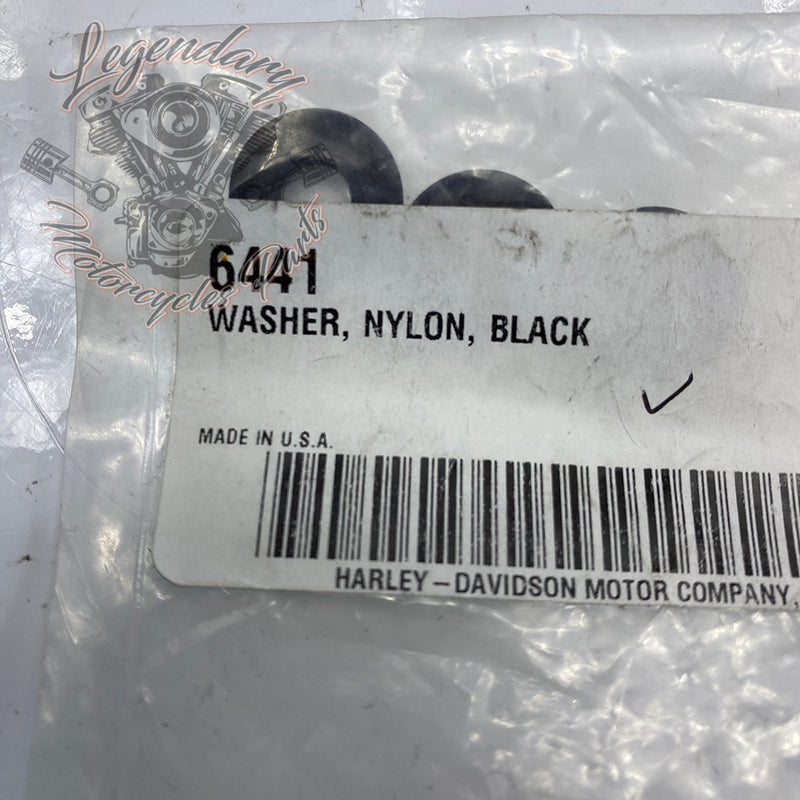 Legendary
Motorcycles Parts
6441
WASHER, NYLON, BLACK
MADE IN U.S.A.
HARLEY-DAVIDSON MOTOR COMPANY,